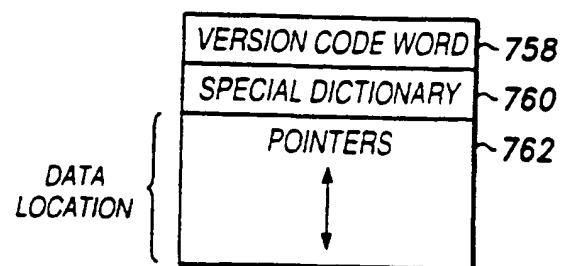 VERSION CODE WORD 758
SPECIAL DICTIONARY 760
POINTERS 762
DATA
LOCATION